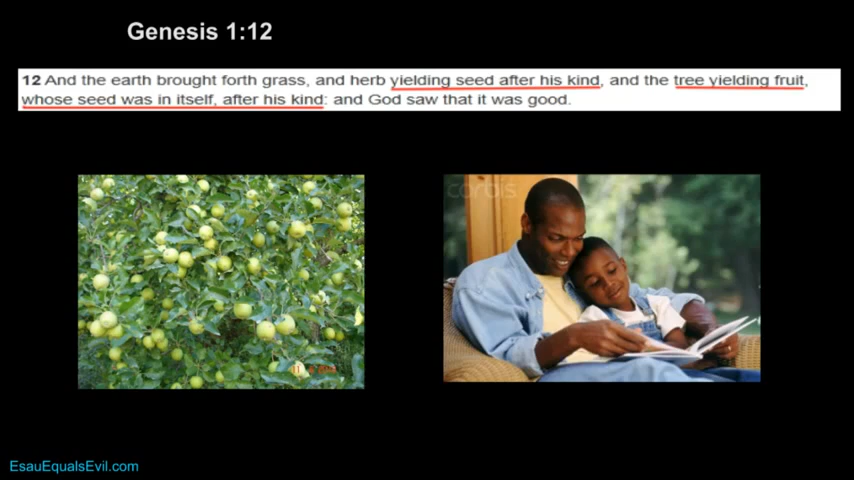 Genesis 1:12
12 And the earth brought forth grass, and herb yielding seed after his kind, and the tree yielding fruit,
whose seed was in itself, after his kind: and God saw that it was good.
corbis
EsauEqualsEvil.com